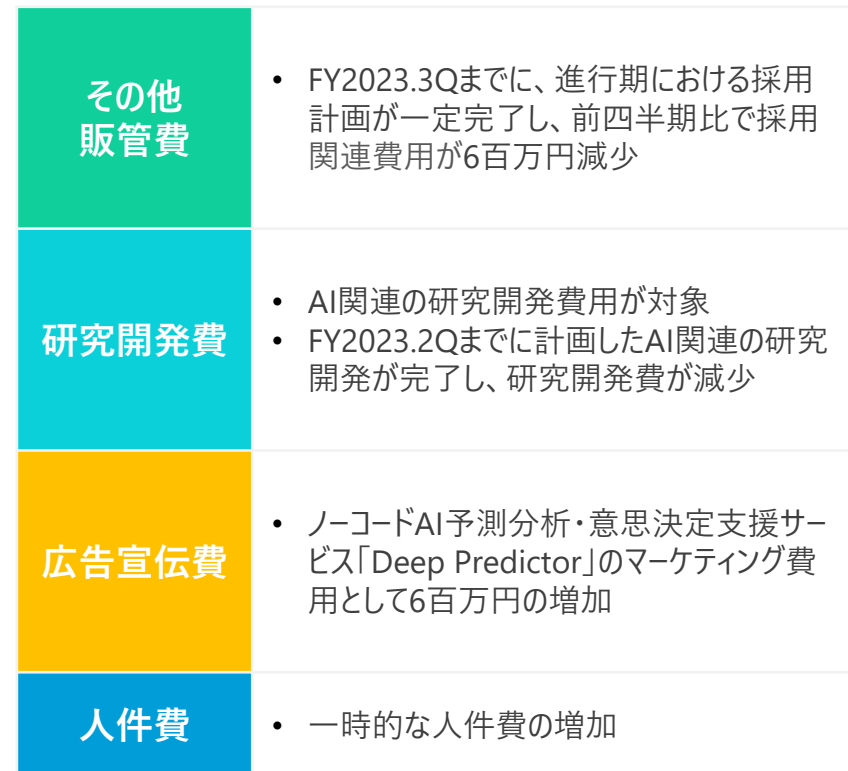 その他
販管費
• FY2023.3Qまでに、進行期における採用
計画が一定完了し、前四半期比で採用
関連費用が6百万円減少
研究開発費
• AI関連の研究開発費用が対象
• FY2023.2Qまでに計画したAI関連の研究
開発が完了し、研究開発費が減少
広告宣伝費
• ノーコードAI予測分析・意思決定支援サー
ビス「Deep Predictor」のマーケティング費
用として6百万円の増加
人件費
• 一時的な人件費の増加